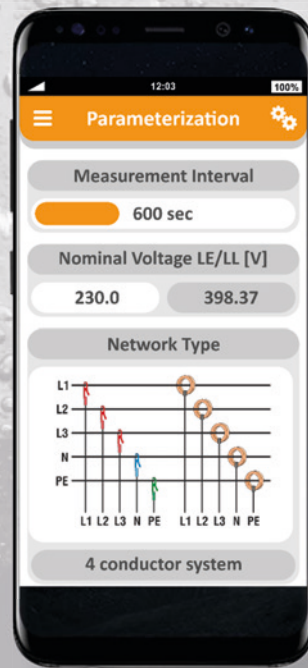 12:03
100%
Parameterization
Measurement Interval
600 sec
Nominal Voltage LE/LL [V]
230.0 398.37
Network Type
L1
L2
L3
N
PE
L1 L2 L3 N PE L1 L2 L3 N PE
4 conductor system